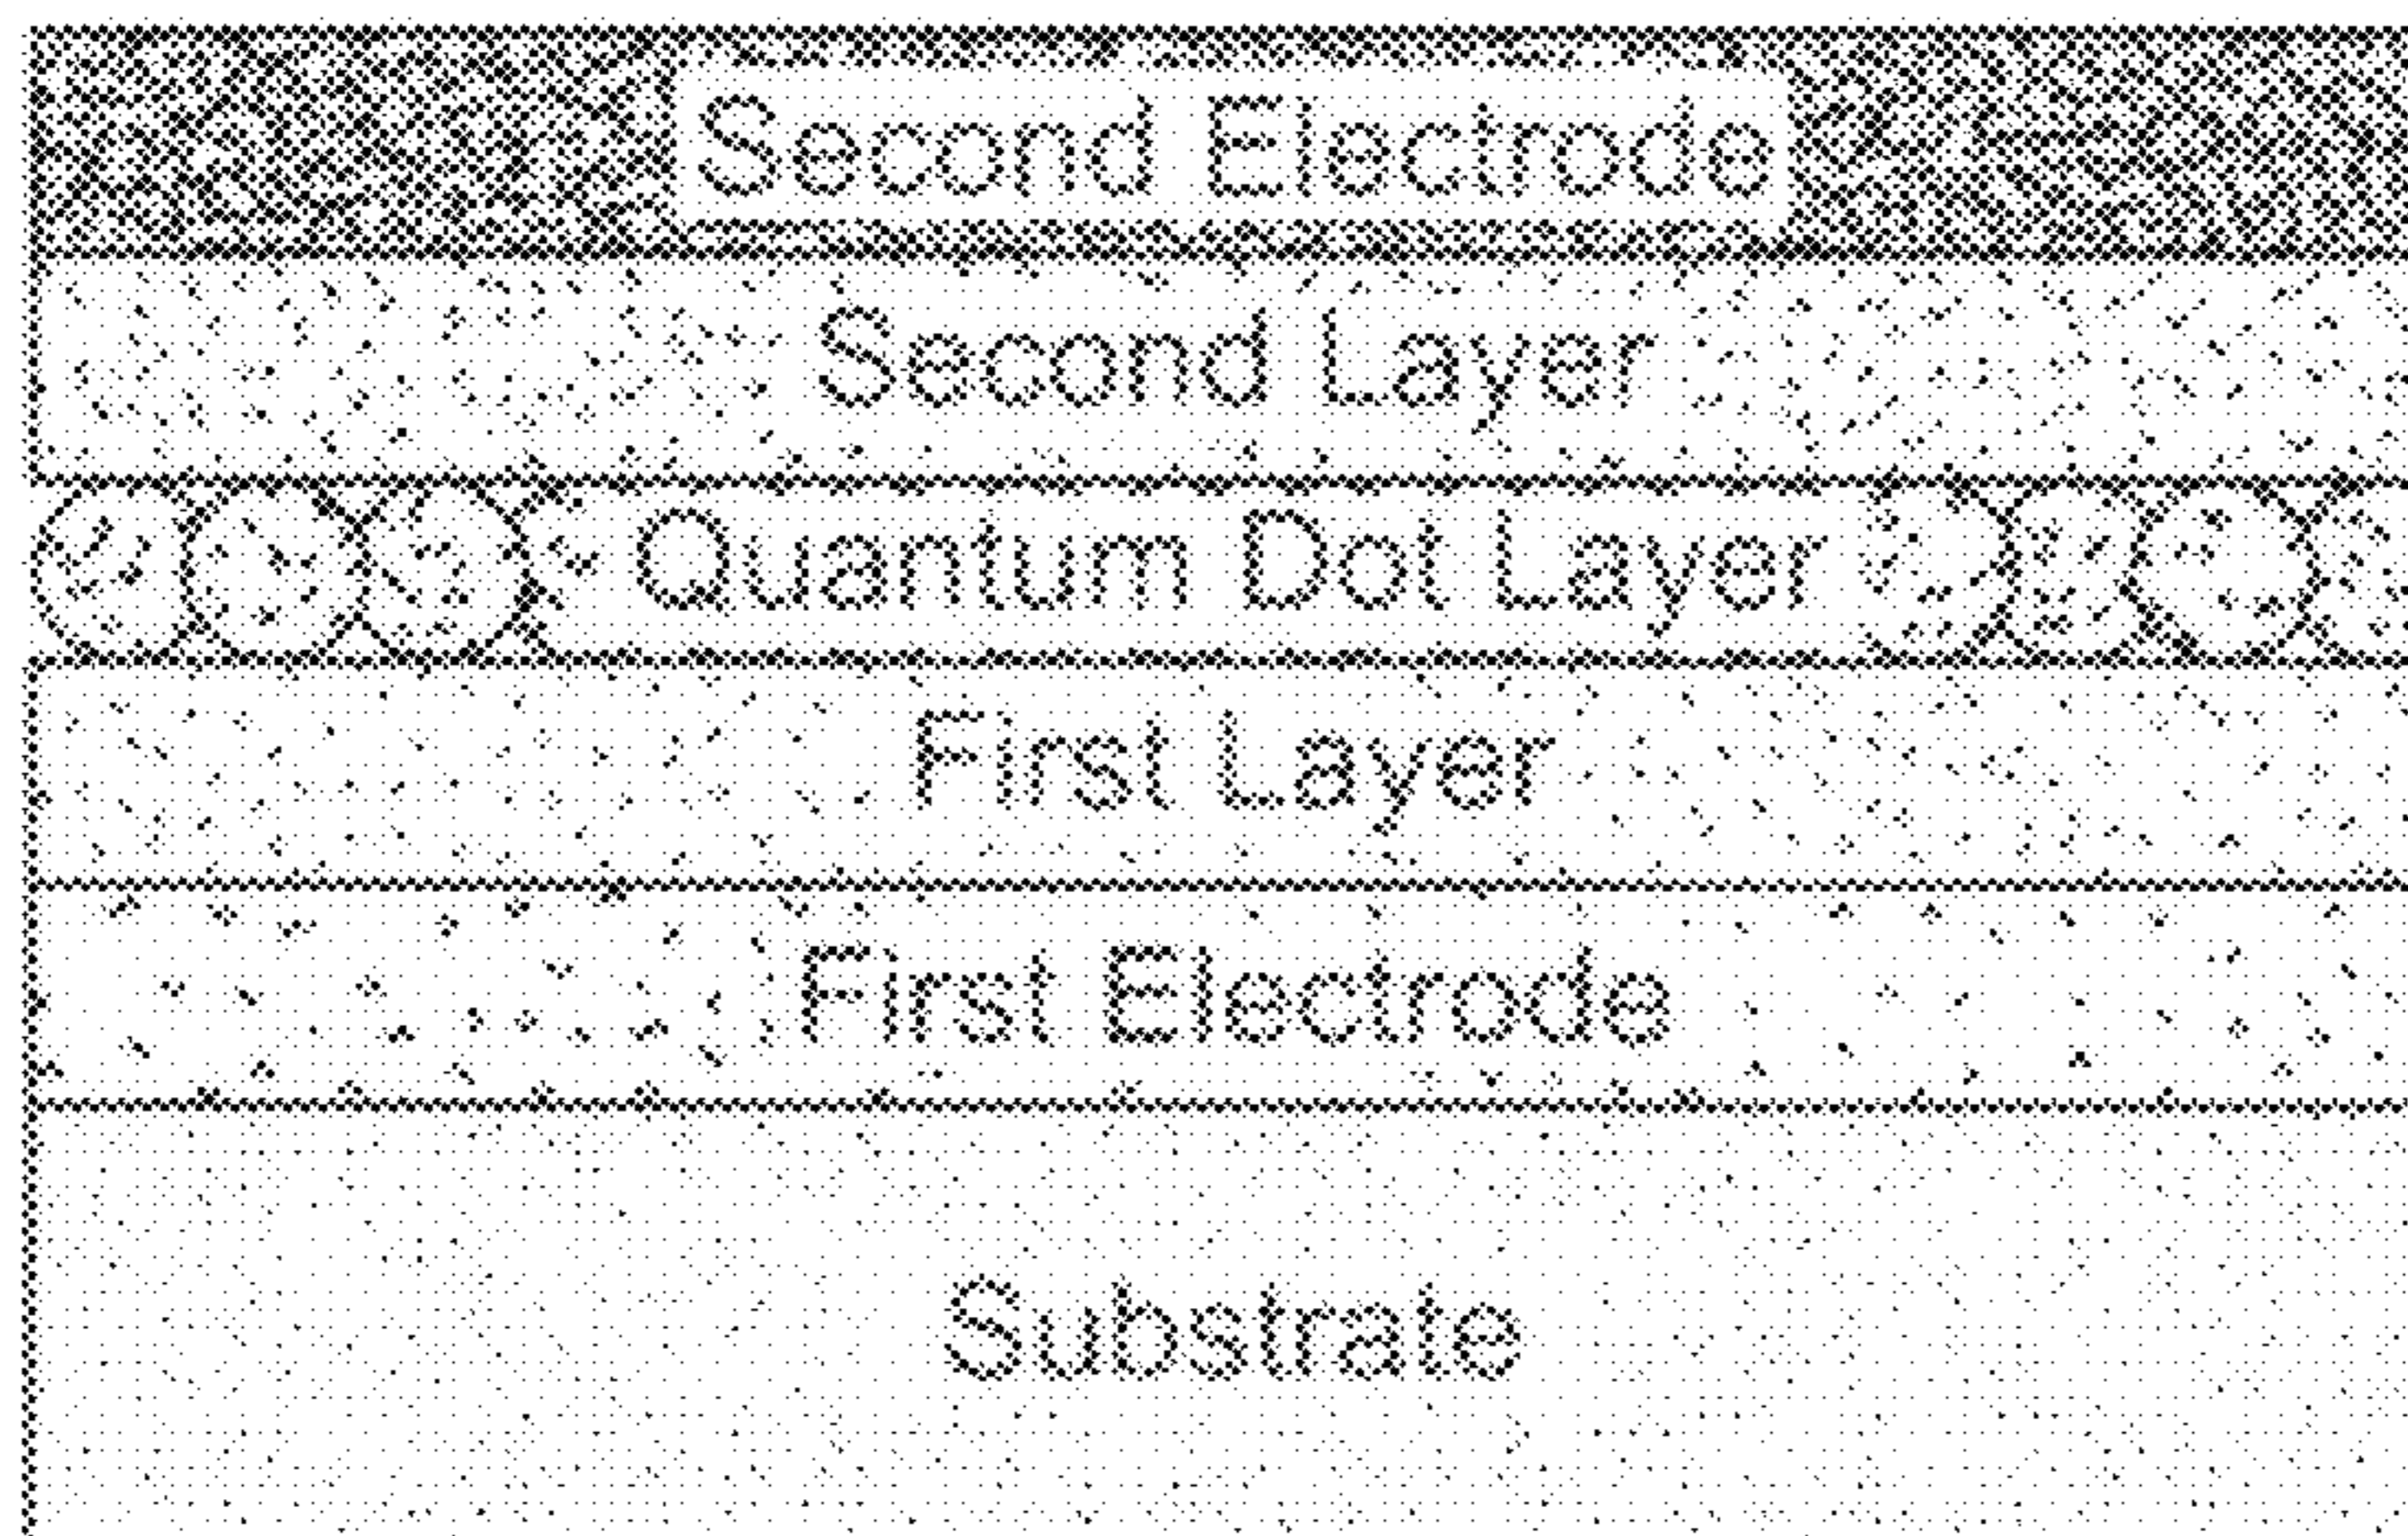 Second Electrode
Second Layer
Quantum Dot Layer
First Layer
First Electrode
Substrate